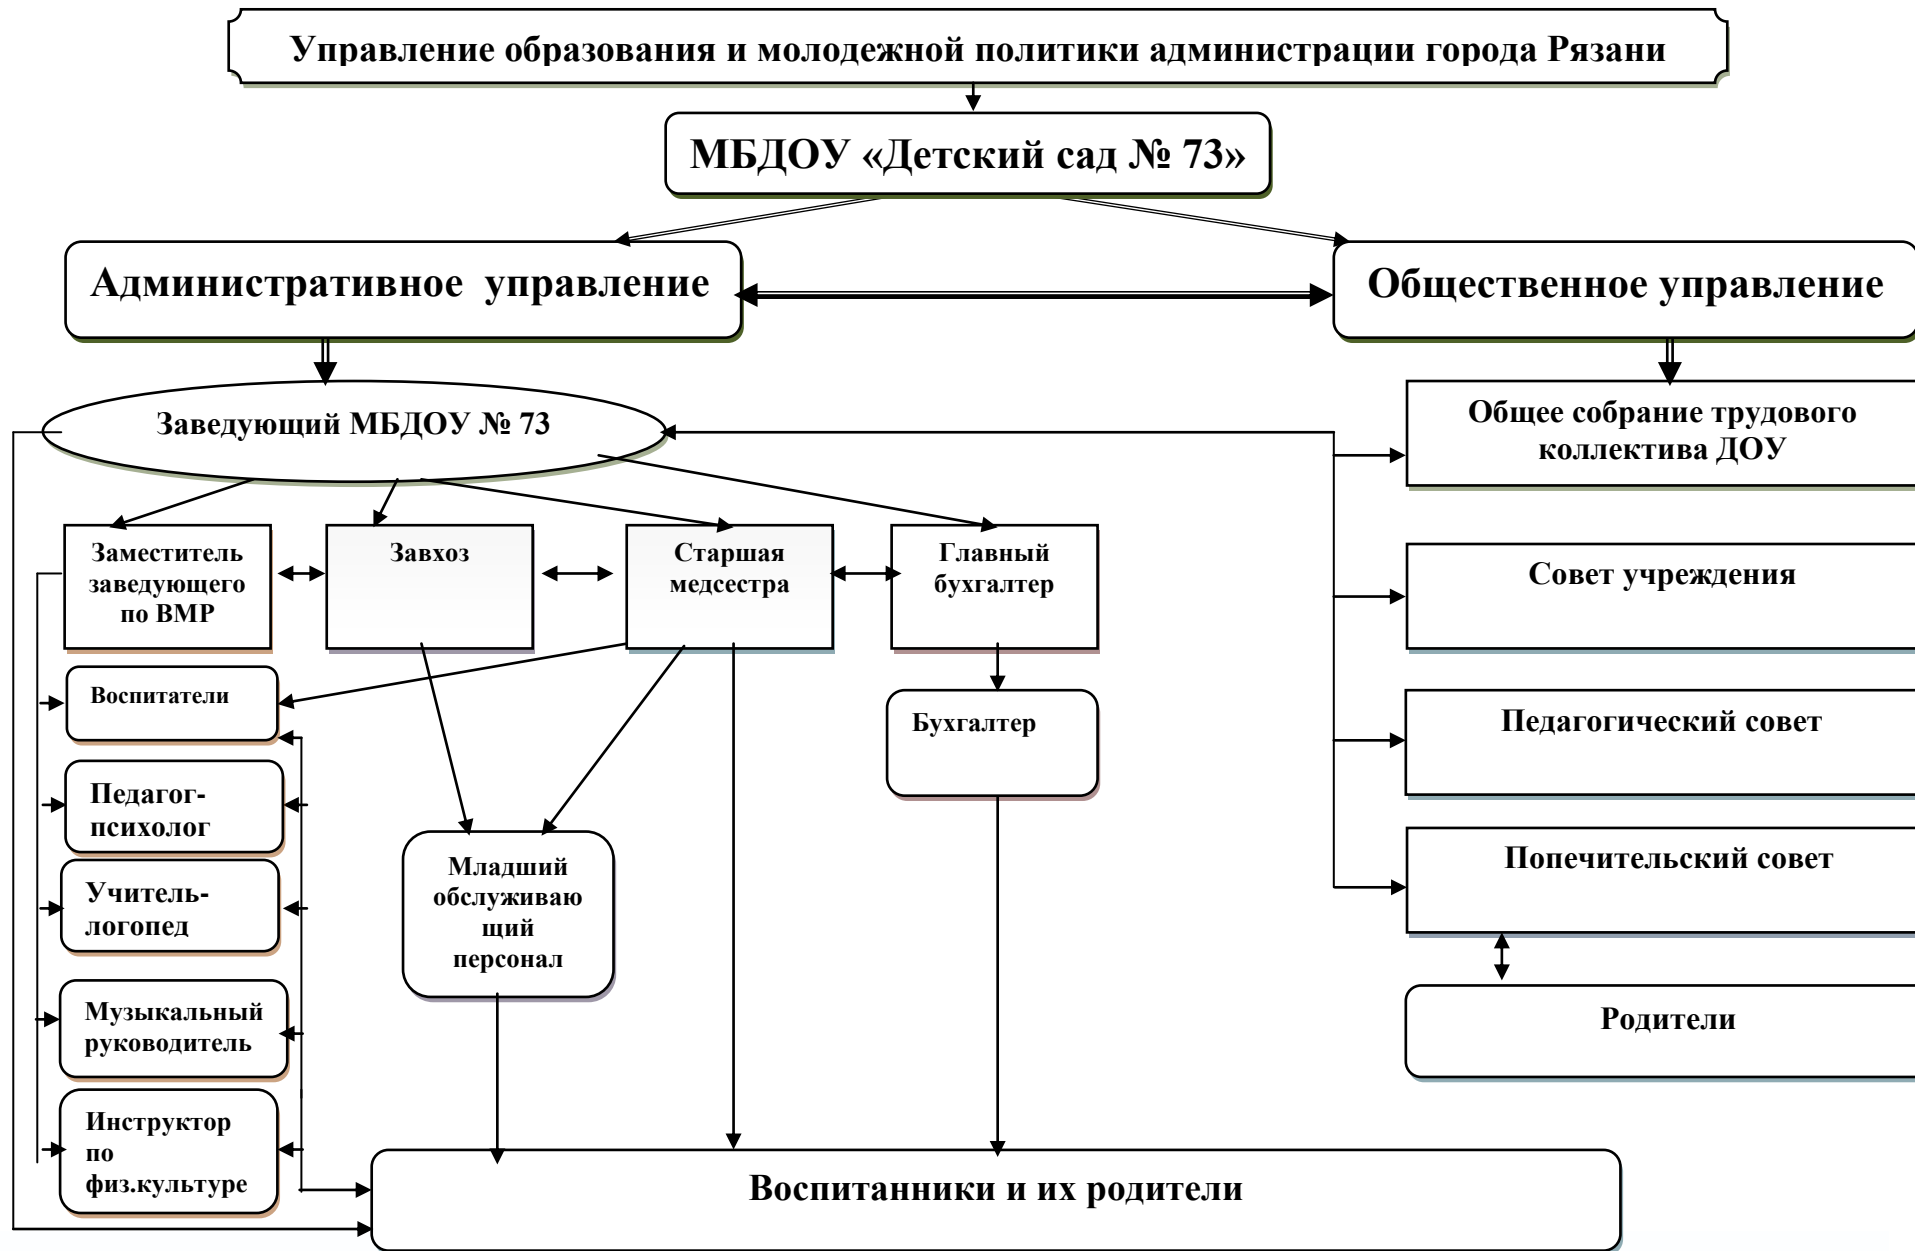 Управление образования и молодежной политики администрации города Рязани
МБДОУ «Детский сад № 73»
Административное управление
Общественное управление
Заведующий МБДОУ № 73
Общее собрание трудового
коллектива ДОУ
Заместитель
заведующего
по ВМР
Завхоз
Старшая
медсестра
Главный
бухгалтер
Совет учреждения
Воспитатели
Бухгалтер
Педагогический совет
Педагог-
психолог
Младший
обслуживаю
щий
персонал
Попечительский совет
Учитель-
логопед
Музыкальный
руководитель
Родители
Инструктор
по
физ.культуре
Воспитанники и их родители